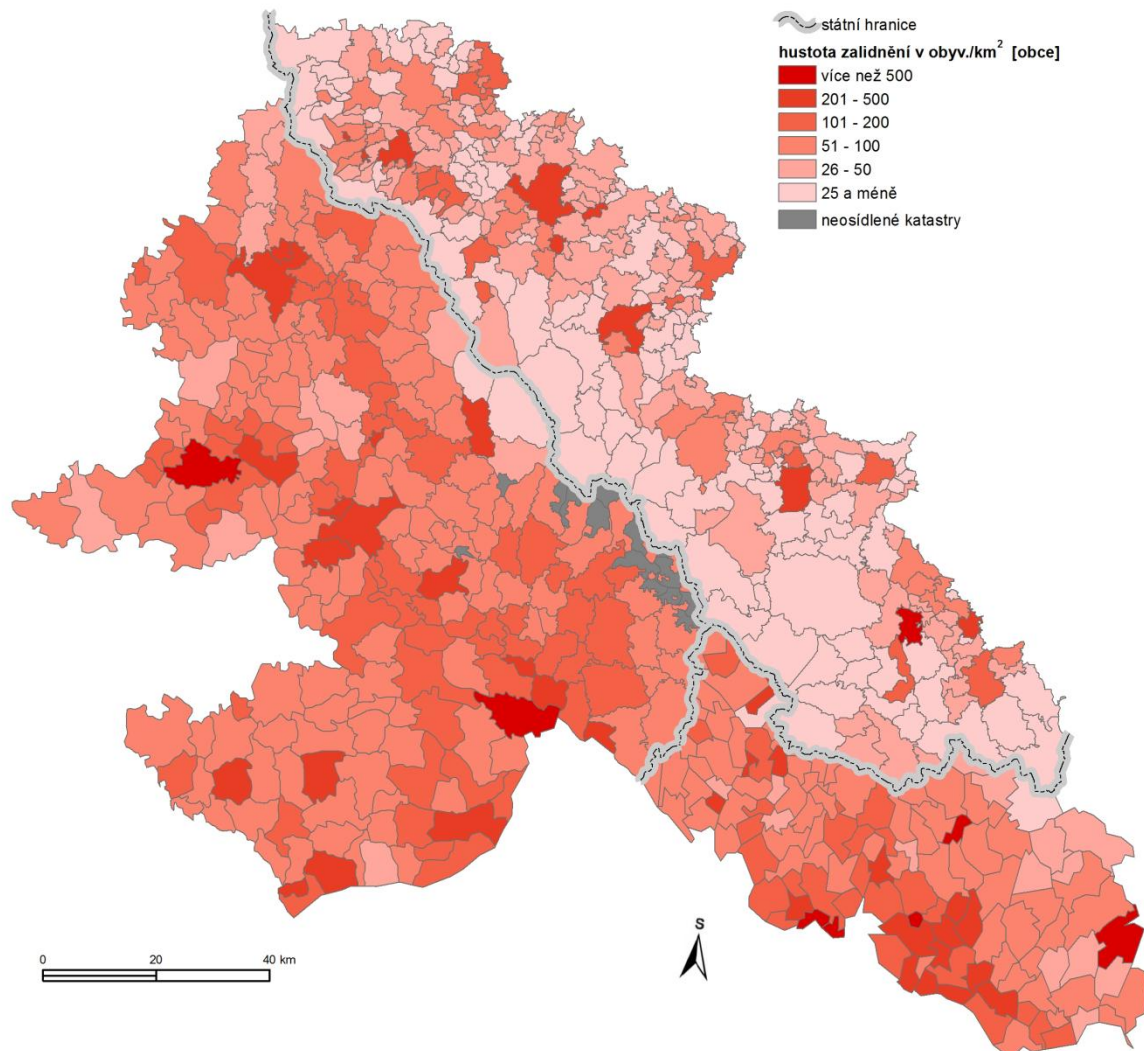 státní hranice
hustota zalidnění v obyv./km² [obce]
více než 500
201 - 500
101 - 200
51 - 100
26 - 50
25 a méně
neosídlené katastry
S
0 20 40 km